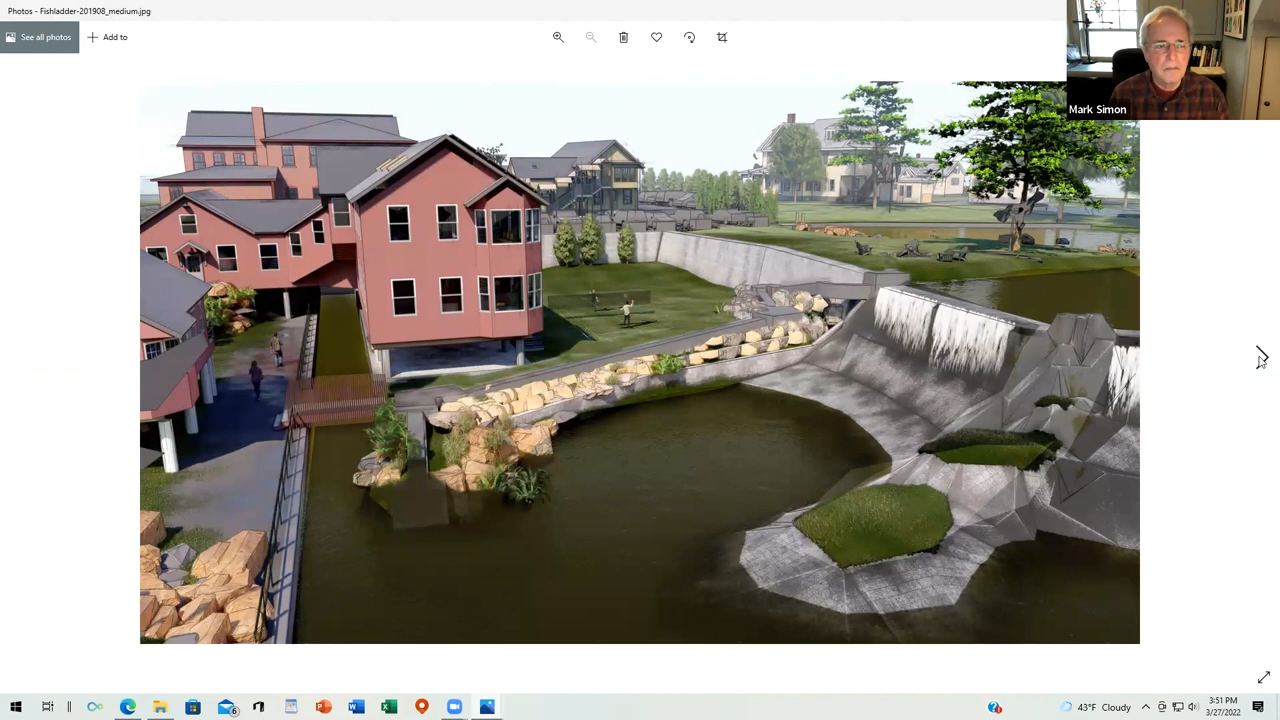 Photos - Fishladder-201908_medium.jpg
See all photos
Add to
Mark Simon
6
43°F Cloudy
3:51 PM
3/27/2022